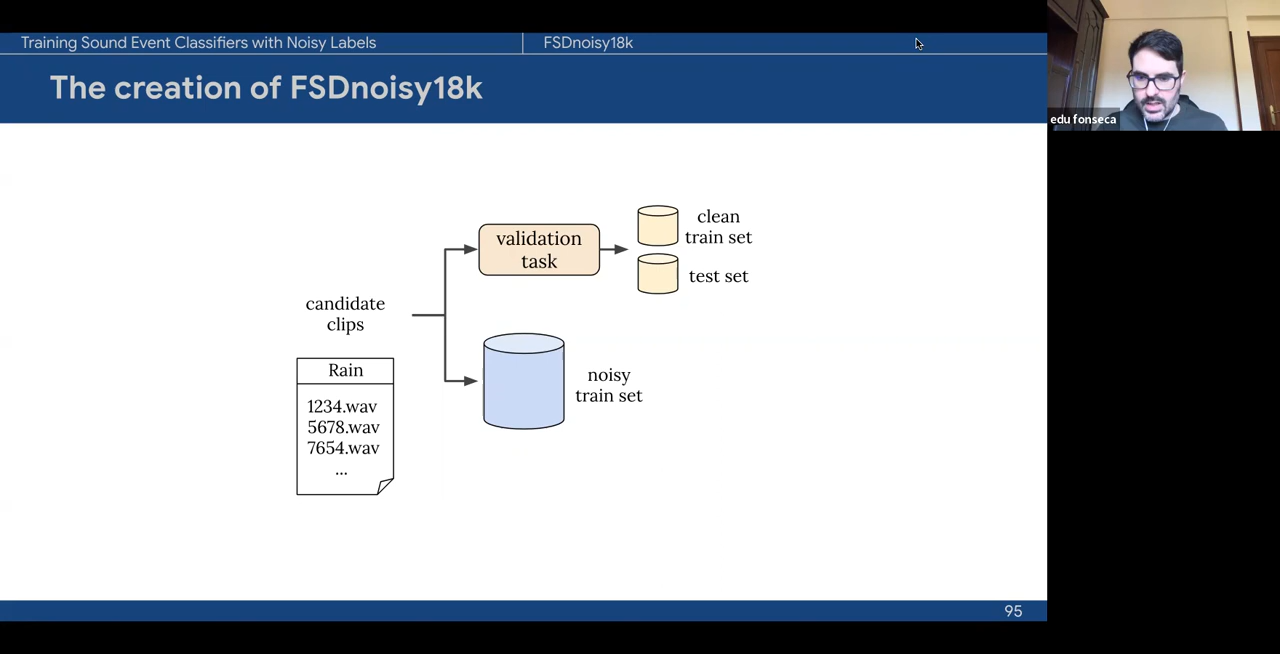 Training Sound Event Classifiers with Noisy Labels
FSDnoisy18k
The creation of FSDnoisy18k
edu fonseca
validation
task
clean
train set
test set
candidate
clips
Rain
1234.wav
5678.wav
7654.wav
...
noisy
train set
95